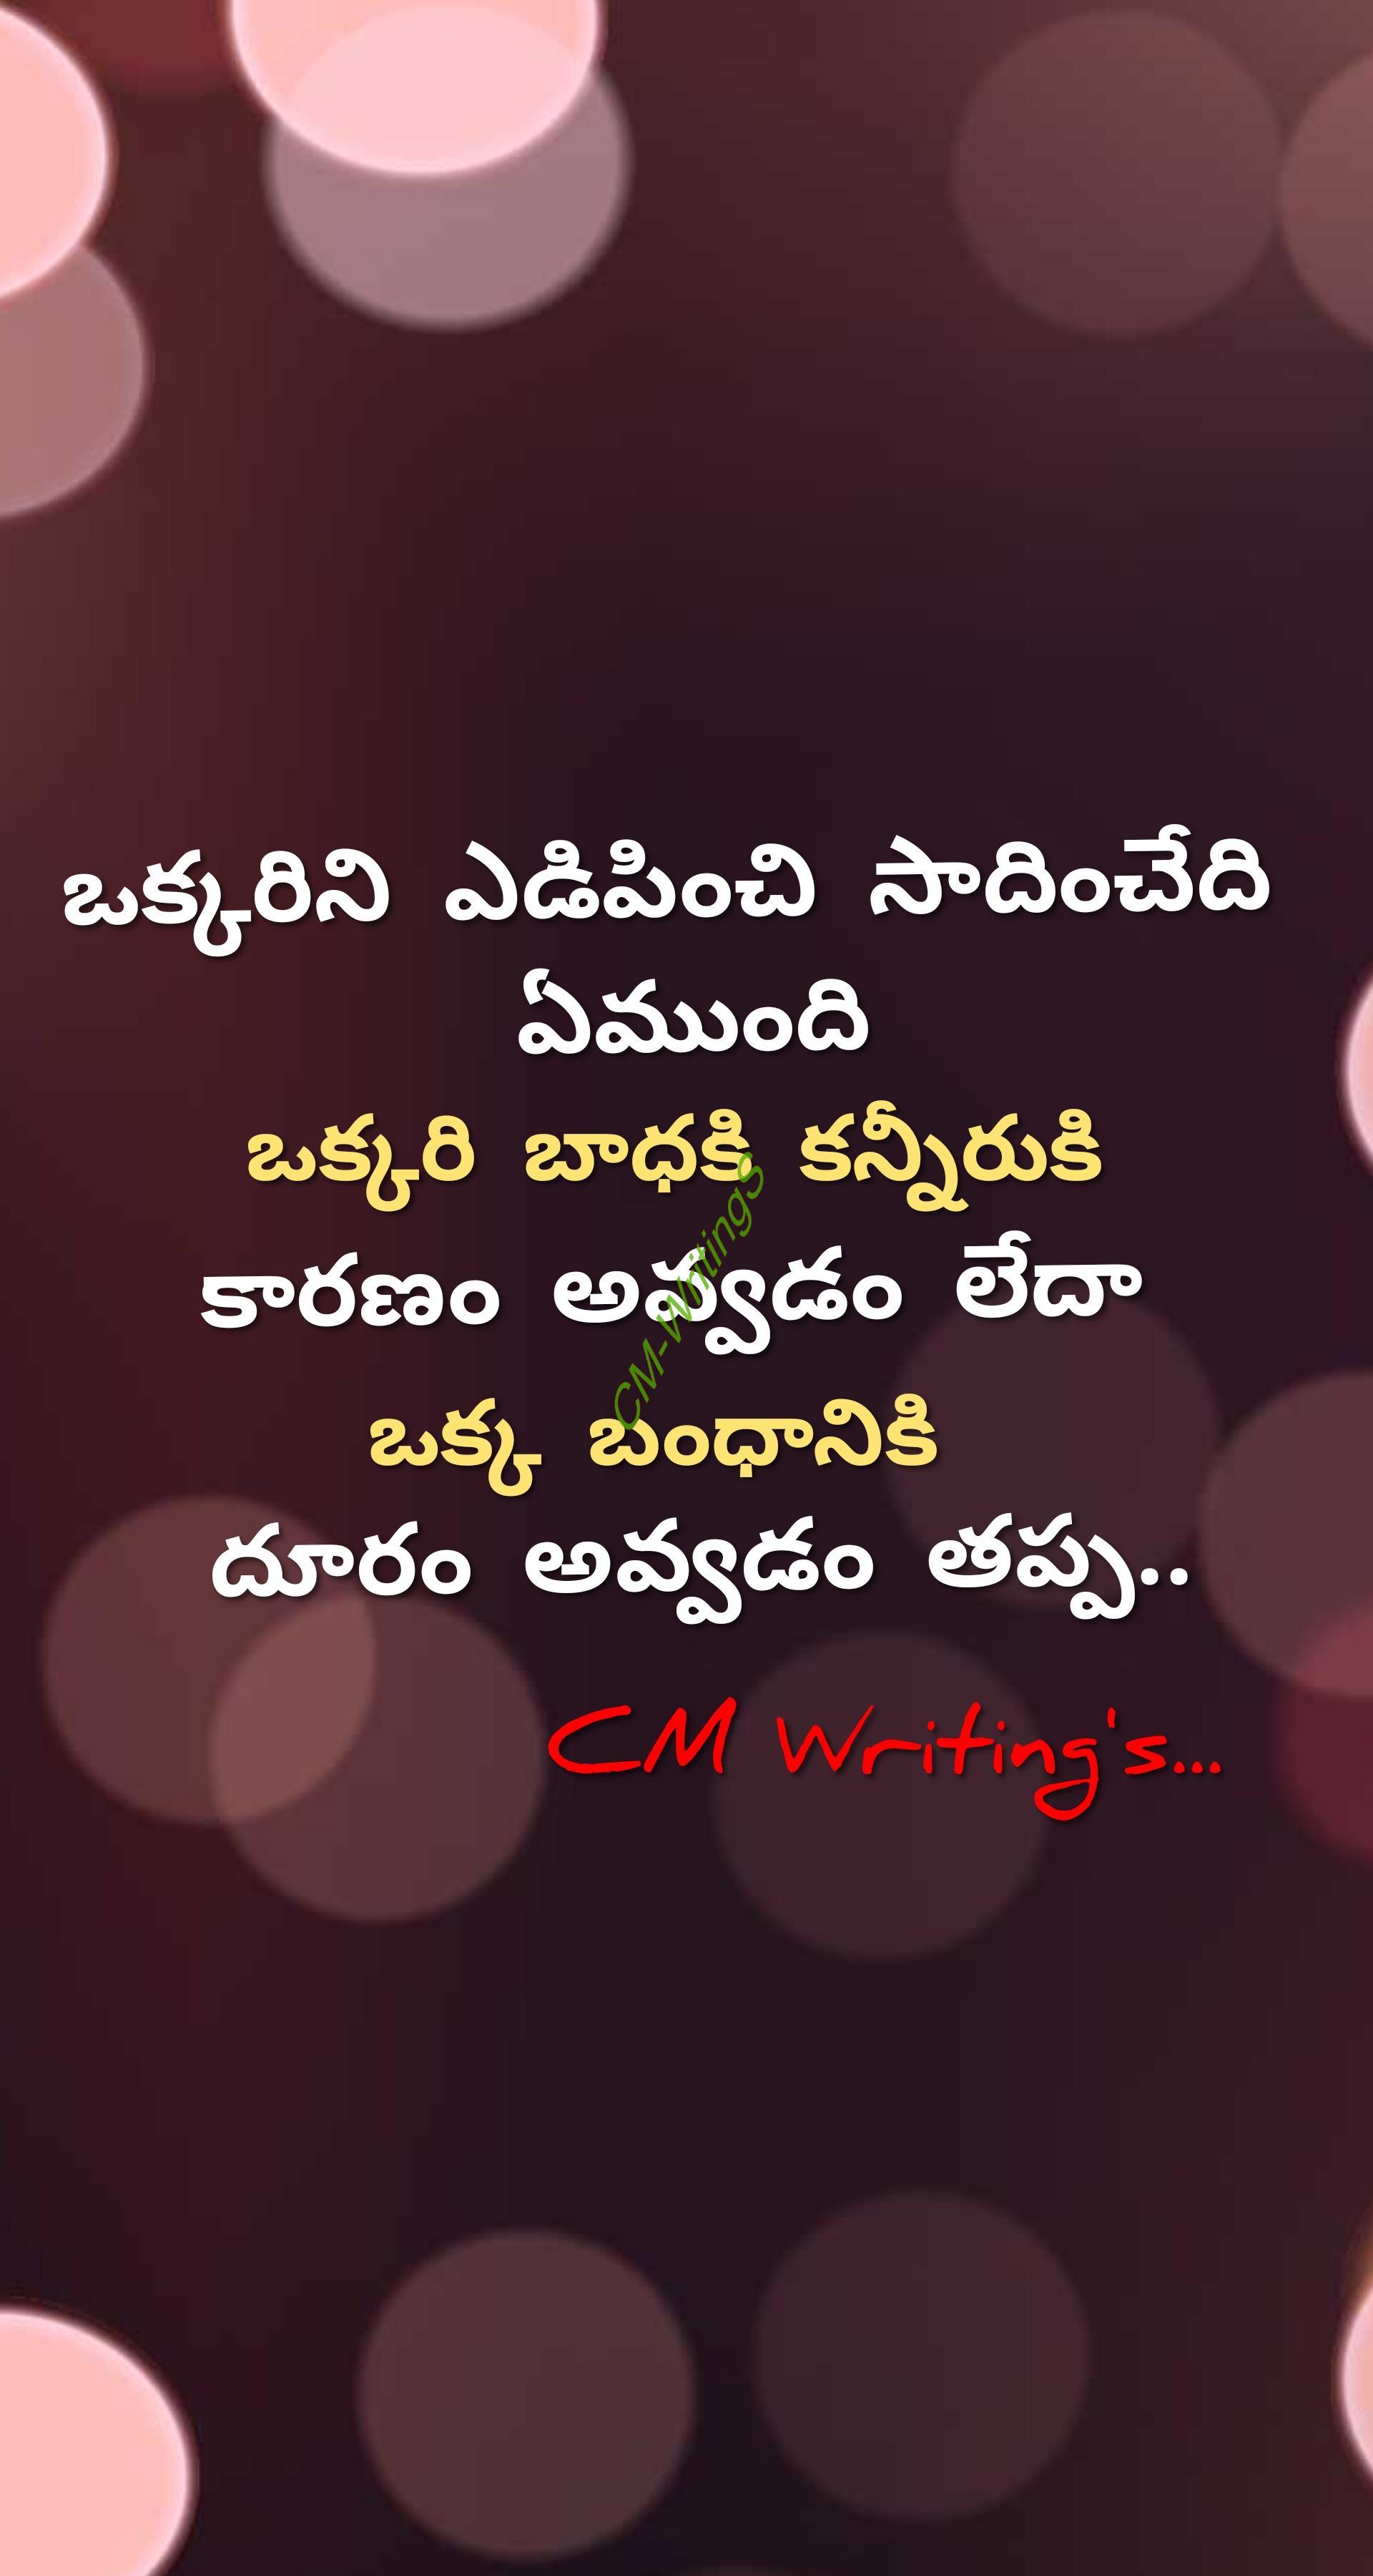 ఒక్కరిని ఎడిపించి సాదించేది
ఏముంది
ఒక్కరి బాధకి కన్నీరుకి
కారణం అవ్వడం లేదా
ఒక్క బంధానికి
దూరం అవ్వడం తప్ప..
CM Writing's...
CM-WritingS